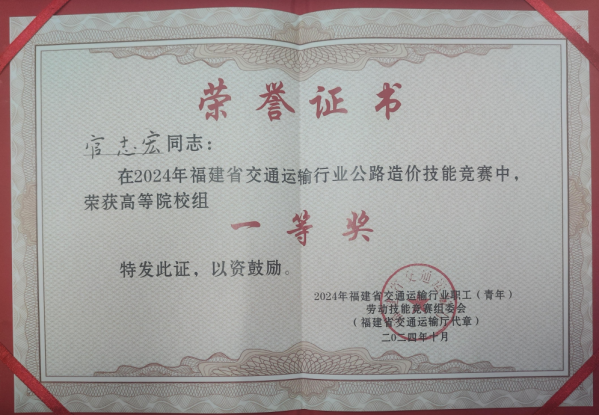 荣誉证书
官志宏同志：
在2024年福建省交通运输行业公路造价技能竞赛中，
荣获高等院校组
一等奖
特发此证，以资鼓励。
2024年福建省交通运输行业职工（青年）
劳动技能竞赛组委会
（福建省交通运输厅代章）
二〇二四年十月